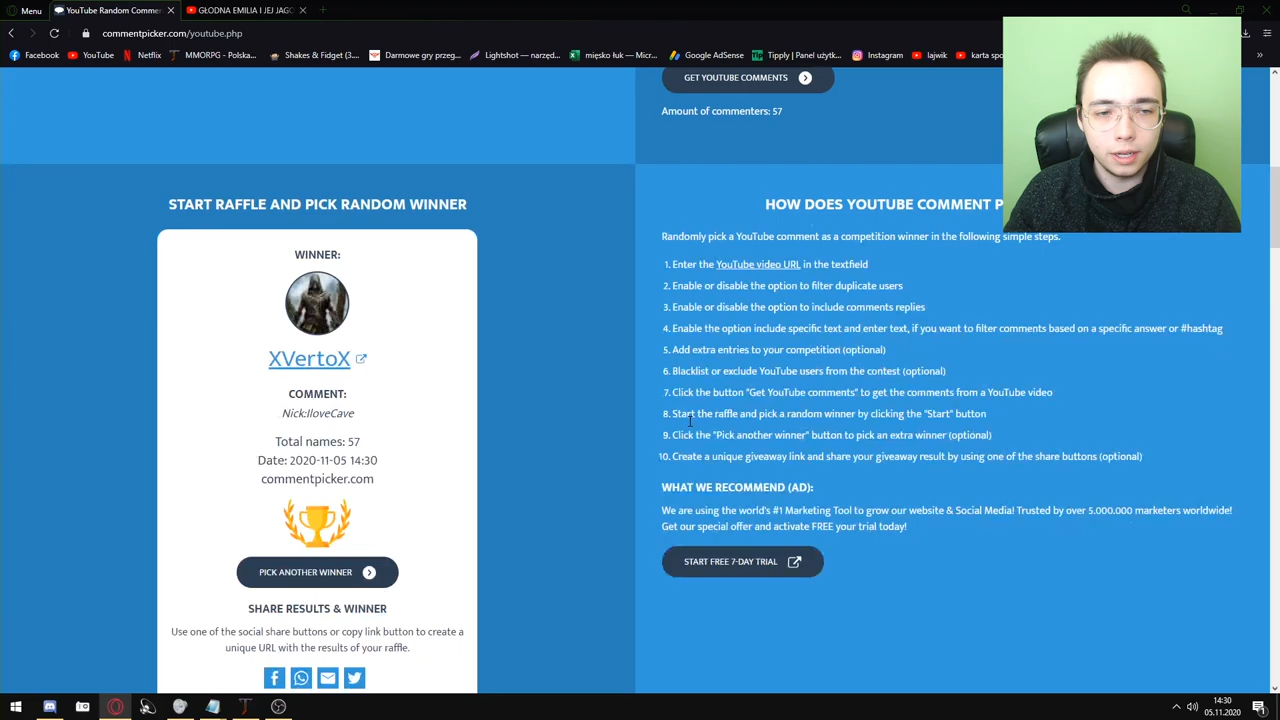 Menu
YouTube Random Commen
GŁODNA EMILIA I JEJ JAGC
commentpicker.com/youtube.php
Facebook
YouTube
Netflix
MMORPG - Polska...
Shakes & Fidget (3...
Darmowe gry przeg...
Lightshot — narzęd...
mięsko łuk — Micr...
Google AdSense
Tipply | Panel użytk...
Instagram
lajwik
karta spo
GET YOUTUBE COMMENTS
Amount of commenters: 57
START RAFFLE AND PICK RANDOM WINNER
WINNER:
XVertoX
COMMENT:
Nick:IloveCave
Total names: 57
Date: 2020-11-05 14:30
commentpicker.com
PICK ANOTHER WINNER
SHARE RESULTS & WINNER
Use one of the social share buttons or copy link button to create a
unique URL with the results of your raffle.
HOW DOES YOUTUBE COMMENT P
Randomly pick a YouTube comment as a competition winner in the following simple steps.
1. Enter the YouTube video URL in the textfield
2. Enable or disable the option to filter duplicate users
3. Enable or disable the option to include comments replies
4. Enable the option include specific text and enter text, if you want to filter comments based on a specific answer or #hashtag
5. Add extra entries to your competition (optional)
6. Blacklist or exclude YouTube users from the contest (optional)
7. Click the button "Get YouTube comments" to get the comments from a YouTube video
8. Start the raffle and pick a random winner by clicking the "Start" button
9. Click the "Pick another winner" button to pick an extra winner (optional)
10. Create a unique giveaway link and share your giveaway result by using one of the share buttons (optional)
WHAT WE RECOMMEND (AD):
We are using the world's #1 Marketing Tool to grow our website & Social Media! Trusted by over 5.000.000 marketers worldwide!
Get our special offer and activate FREE your trial today!
START FREE 7-DAY TRIAL
14:30
05.11.2020